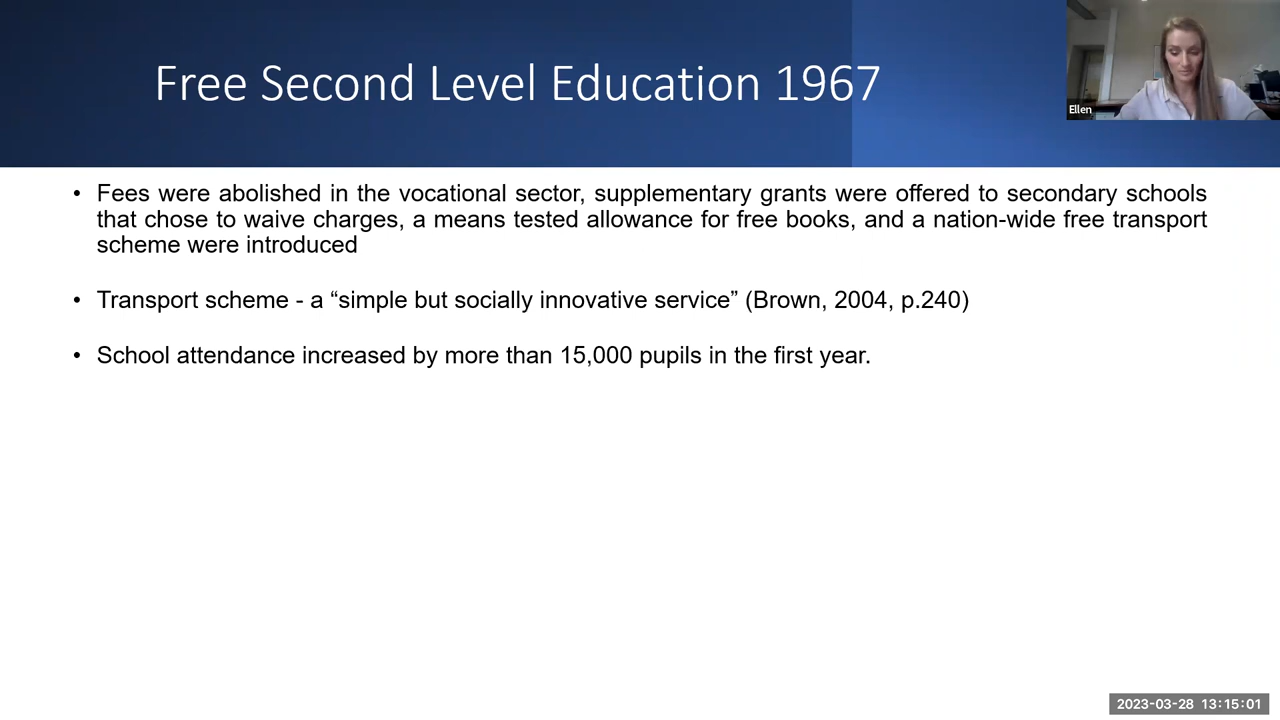 Free Second Level Education 1967
Ellen
• Fees were abolished in the vocational sector, supplementary grants were offered to secondary schools
that chose to waive charges, a means tested allowance for free books, and a nation-wide free transport
scheme were introduced
• Transport scheme - a “simple but socially innovative service” (Brown, 2004, p.240)
• School attendance increased by more than 15,000 pupils in the first year.
2023-03-28 13:15:01